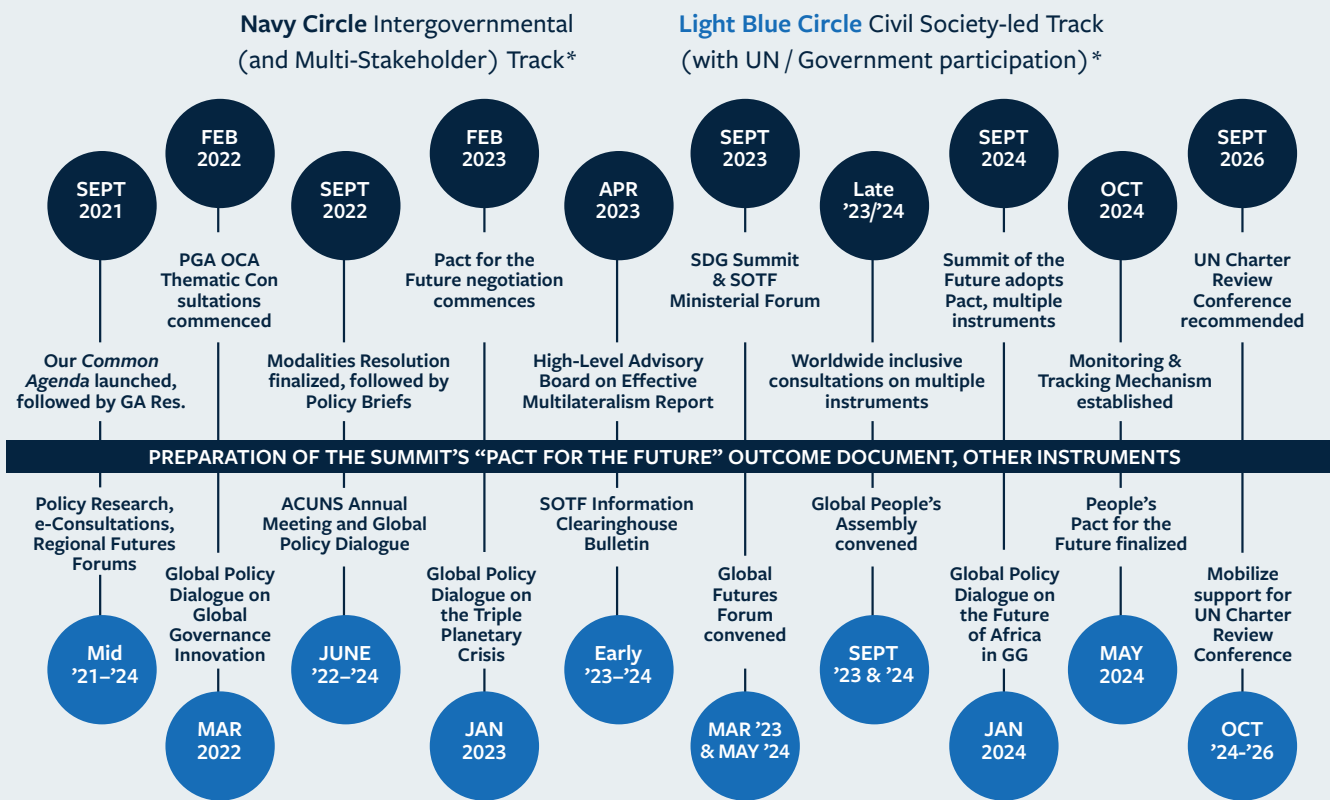 Navy Circle Intergovernmental
(and Multi-Stakeholder) Track*
Light Blue Circle Civil Society-led Track
(with UN / Government participation)*
SEPT
2021
Our Common
Agenda launched,
followed by GA Res.
FEB
2022
PGA OCA
Thematic Con
sultations
commenced
SEPT
2022
Modalities Resolution
finalized, followed by
Policy Briefs
FEB
2023
Pact for the
Future negotiation
commences
APR
2023
High-Level Advisory
Board on Effective
Multilateralism Report
SEPT
2023
SDG Summit
& SOTF
Ministerial Forum
Late
’23/’24
Worldwide inclusive
consultations on multiple
instruments
SEPT
2024
Summit of the
Future adopts
Pact, multiple
instruments
OCT
2024
Monitoring &
Tracking Mechanism
established
SEPT
2026
UN Charter
Review
Conference
recommended
PREPARATION OF THE SUMMIT’S “PACT FOR THE FUTURE” OUTCOME DOCUMENT, OTHER INSTRUMENTS
Policy Research,
e-Consultations,
Regional Futures
Forums
Mid
’21–’24
Global Policy
Dialogue on
Global
Governance
Innovation
MAR
2022
ACUNS Annual
Meeting and Global
Policy Dialogue
JUNE
’22–’24
Global Policy
Dialogue on
the Triple
Planetary
Crisis
JAN
2023
SOTF Information
Clearinghouse
Bulletin
Early
’23–’24
Global
Futures
Forum
convened
MAR ’23
& MAY ’24
Global People’s
Assembly
convened
SEPT
’23 & ’24
Global Policy
Dialogue on
the Future
of Africa
in GG
JAN
2024
People’s
Pact for the
Future finalized
MAY
2024
Mobilize
support for
UN Charter
Review
Conference
OCT
’24-’26